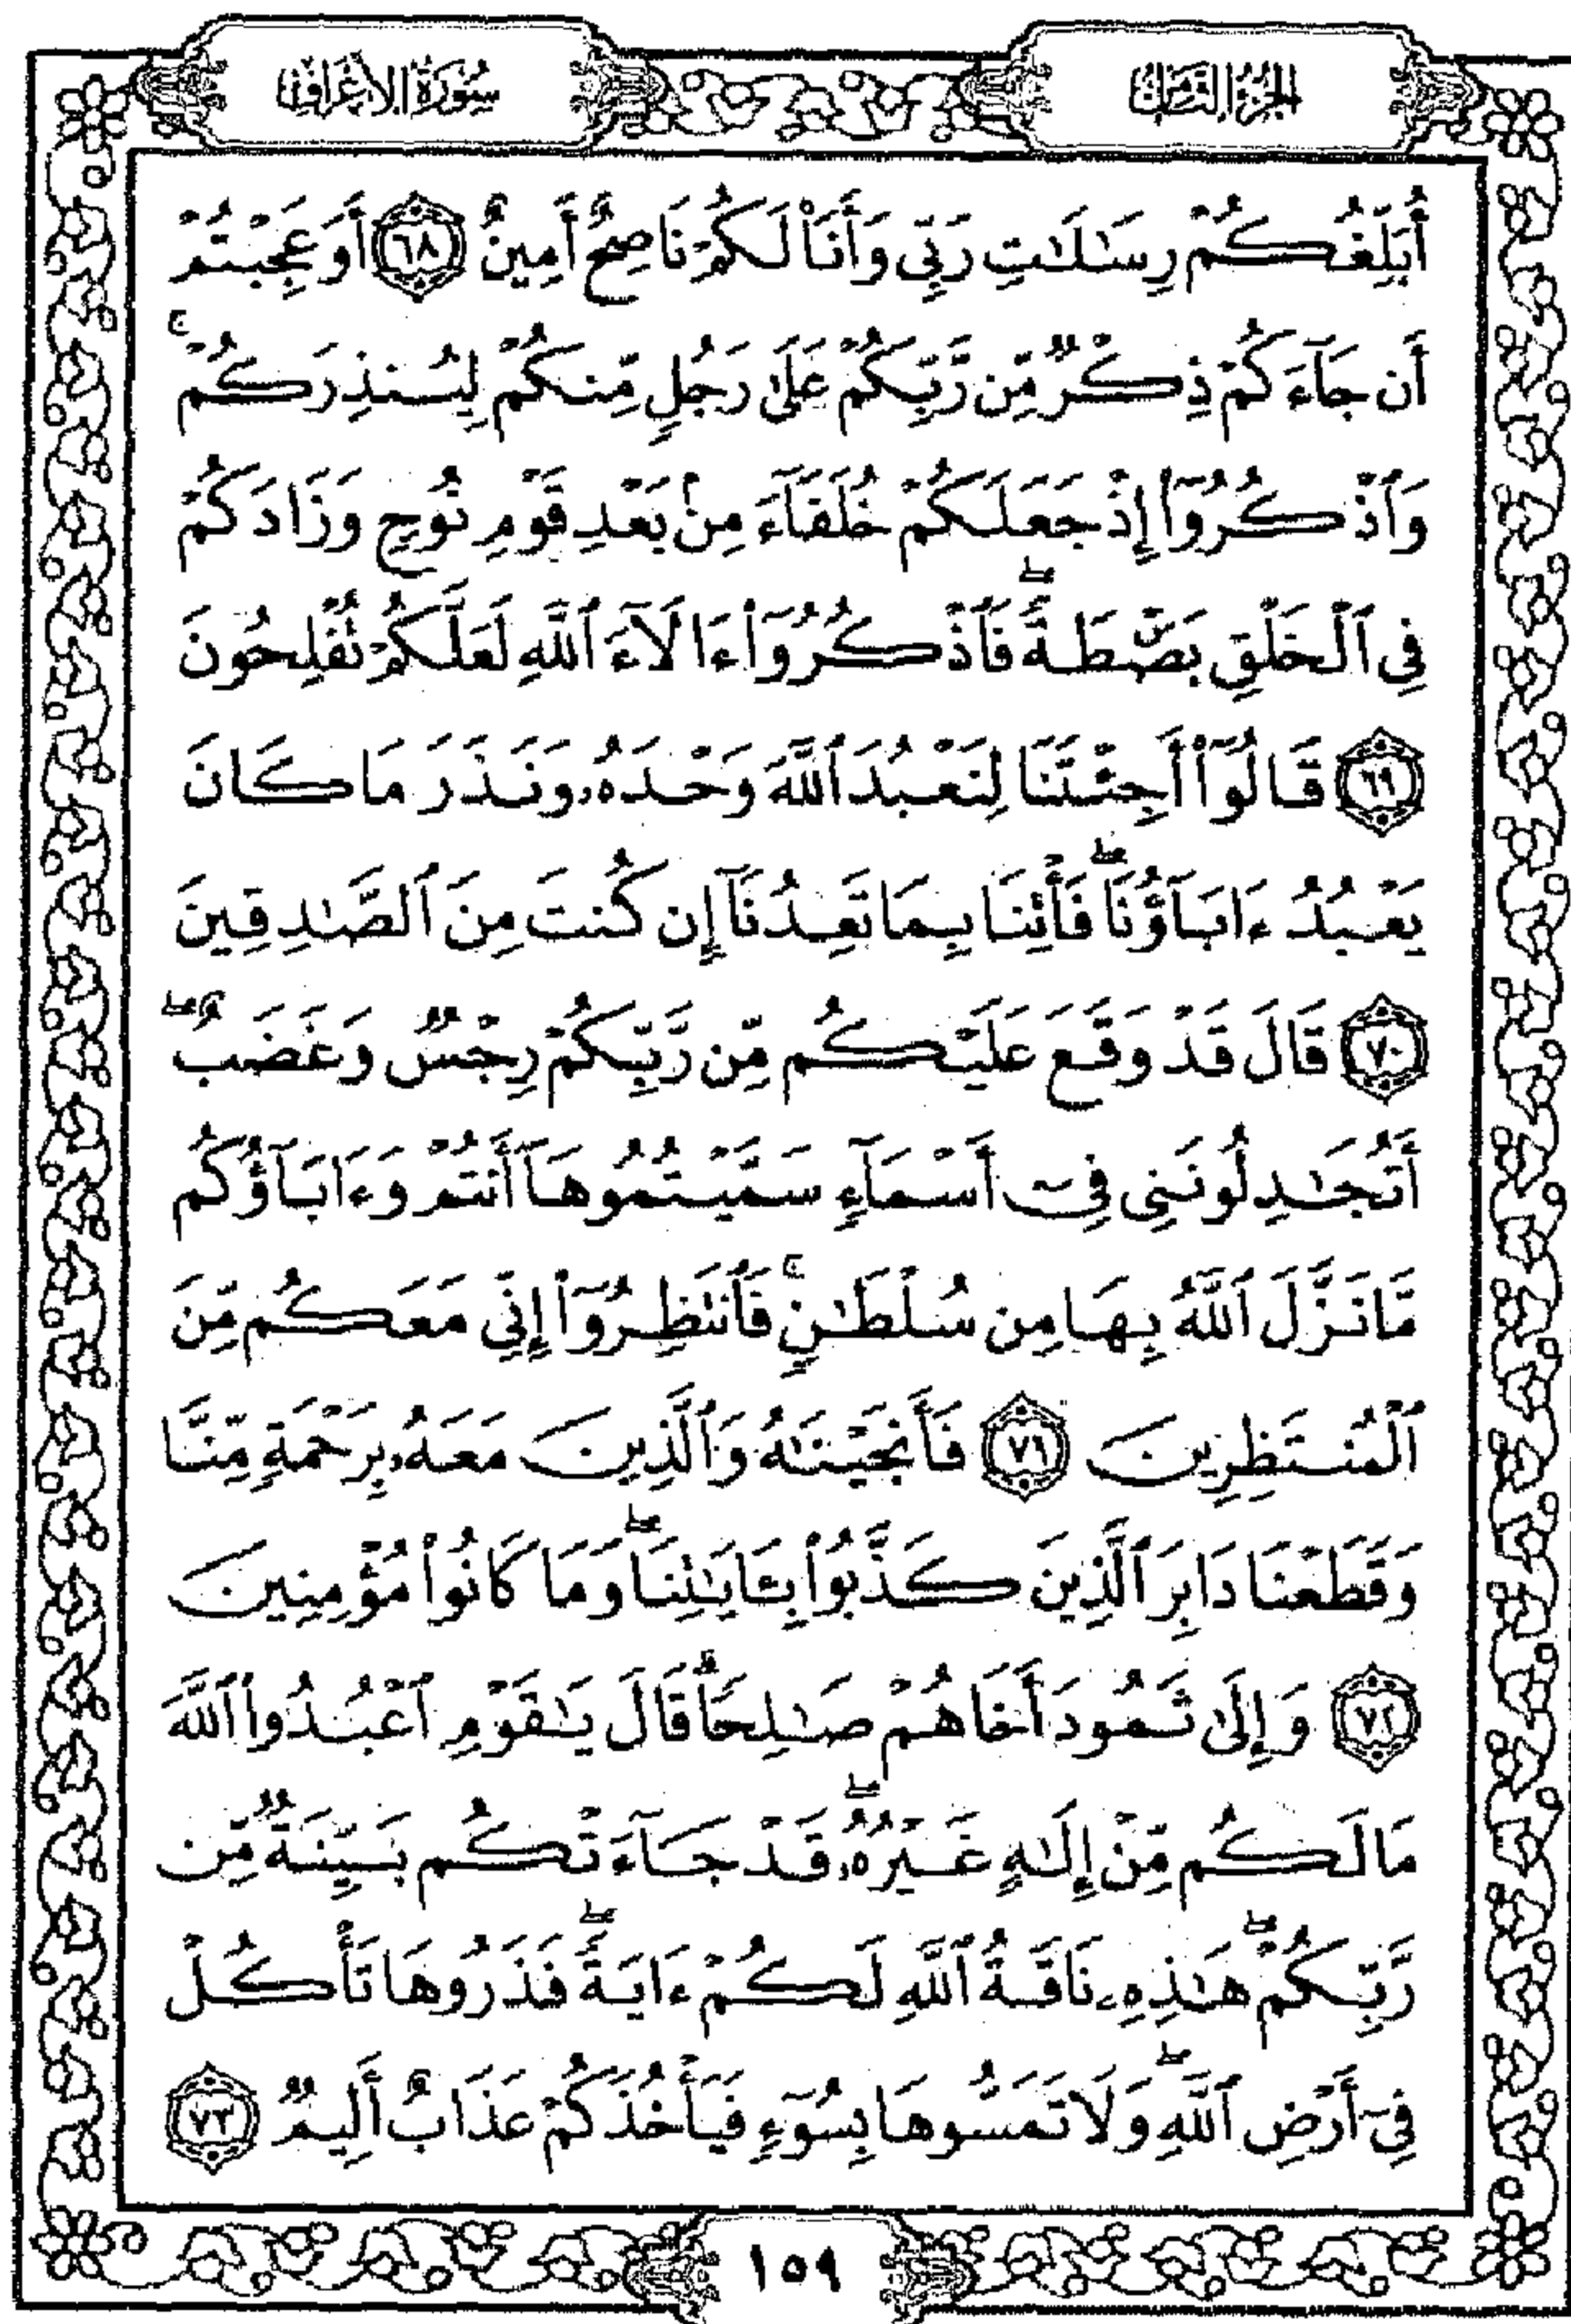 الجزء الثامن
سورة الأعراف
أُبَلِّغُكُمْ رِسَٰلَٰتِ رَبِّي وَأَنَا۠ لَكُمْ نَاصِحٌ أَمِينٌ ٦٨ أَوَعَجِبْتُمْ
أَن جَآءَكُمْ ذِكْرٌ مِّن رَّبِّكُمْ عَلَىٰ رَجُلٍ مِّنكُمْ لِيُنذِرَكُمْ ۚ
وَٱذْكُرُوٓا۟ إِذْ جَعَلَكُمْ خُلَفَآءَ مِنۢ بَعْدِ قَوْمِ نُوحٍ وَزَادَكُمْ
فِى ٱلْخَلْقِ بَصْۜطَةً ۖ فَٱذْكُرُوٓا۟ ءَالَآءَ ٱللَّهِ لَعَلَّكُمْ تُفْلِحُونَ
٦٩ قَالُوٓا۟ أَجِئْتَنَا لِنَعْبُدَ ٱللَّهَ وَحْدَهُۥ وَنَذَرَ مَا كَانَ
يَعْبُدُ ءَابَآؤُنَا ۖ فَأْتِنَا بِمَا تَعِدُنَآ إِن كُنتَ مِنَ ٱلصَّٰدِقِينَ
٧٠ قَالَ قَدْ وَقَعَ عَلَيْكُم مِّن رَّبِّكُمْ رِجْسٌ وَغَضَبٌ ۖ
أَتُجَٰدِلُونَنِى فِىٓ أَسْمَآءٍ سَمَّيْتُمُوهَآ أَنتُمْ وَءَابَآؤُكُم
مَّا نَزَّلَ ٱللَّهُ بِهَا مِن سُلْطَٰنٍ ۚ فَٱنتَظِرُوٓا۟ إِنِّى مَعَكُم مِّنَ
ٱلْمُنتَظِرِينَ ٧١ فَأَنجَيْنَٰهُ وَٱلَّذِينَ مَعَهُۥ بِرَحْمَةٍ مِّنَّا
وَقَطَعْنَا دَابِرَ ٱلَّذِينَ كَذَّبُوا۟ بِـَٔايَٰتِنَا ۖ وَمَا كَانُوا۟ مُؤْمِنِينَ
٧٢ وَإِلَىٰ ثَمُودَ أَخَاهُمْ صَٰلِحًا ۗ قَالَ يَٰقَوْمِ ٱعْبُدُوا۟ ٱللَّهَ
مَا لَكُم مِّنْ إِلَٰهٍ غَيْرُهُۥ ۖ قَدْ جَآءَتْكُم بَيِّنَةٌ مِّن
رَّبِّكُمْ ۖ هَٰذِهِۦ نَاقَةُ ٱللَّهِ لَكُمْ ءَايَةً ۖ فَذَرُوهَا تَأْكُلْ
فِىٓ أَرْضِ ٱللَّهِ ۖ وَلَا تَمَسُّوهَا بِسُوٓءٍ فَيَأْخُذَكُمْ عَذَابٌ أَلِيمٌ ٧٣
١٥٩